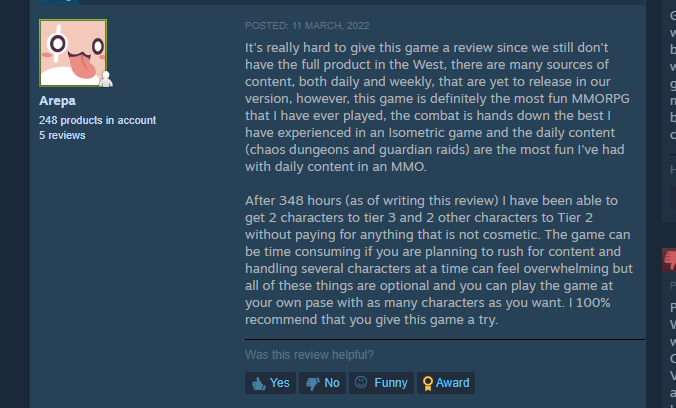 POSTED: 11 MARCH, 2022
It's really hard to give this game a review since we still don't
have the full product in the West, there are many sources of
content, both daily and weekly, that are yet to release in our
version, however, this game is definitely the most fun MMORPG
that I have ever played, the combat is hands down the best I
have experienced in an Isometric game and the daily content
(chaos dungeons and guardian raids) are the most fun I've had
with daily content in an MMO.
After 348 hours (as of writing this review) I have been able to
get 2 characters to tier 3 and 2 other characters to Tier 2
without paying for anything that is not cosmetic. The game can
be time consuming if you are planning to rush for content and
handling several characters at a time can feel overwhelming but
all of these things are optional and you can play the game at
your own pase with as many characters as you want. I 100%
recommend that you give this game a try.
Arepa
248 products in account
5 reviews
Was this review helpful?
Yes No Funny Award